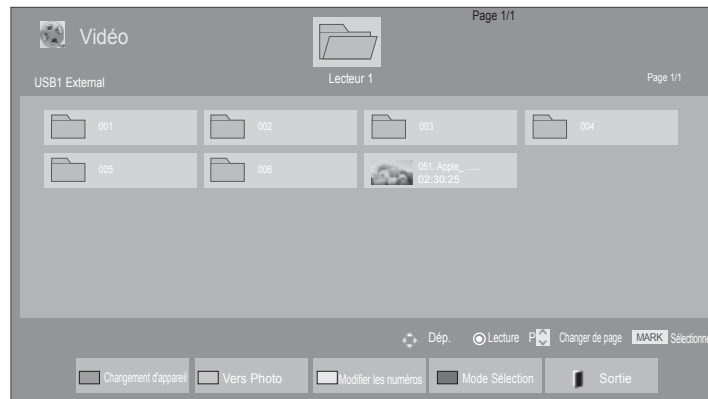 Page 1/1
Vidéo
USB1 External
Lecteur 1
Page 1/1
001
002
003
004
005
006
051. Apple_ ......
02:30:25
Dép.
Lecture
P
Changer de page
MARK
Sélectionne
Changement d'appareil
Vers Photo
Modifier les numéros
Mode Sélection
Sortie